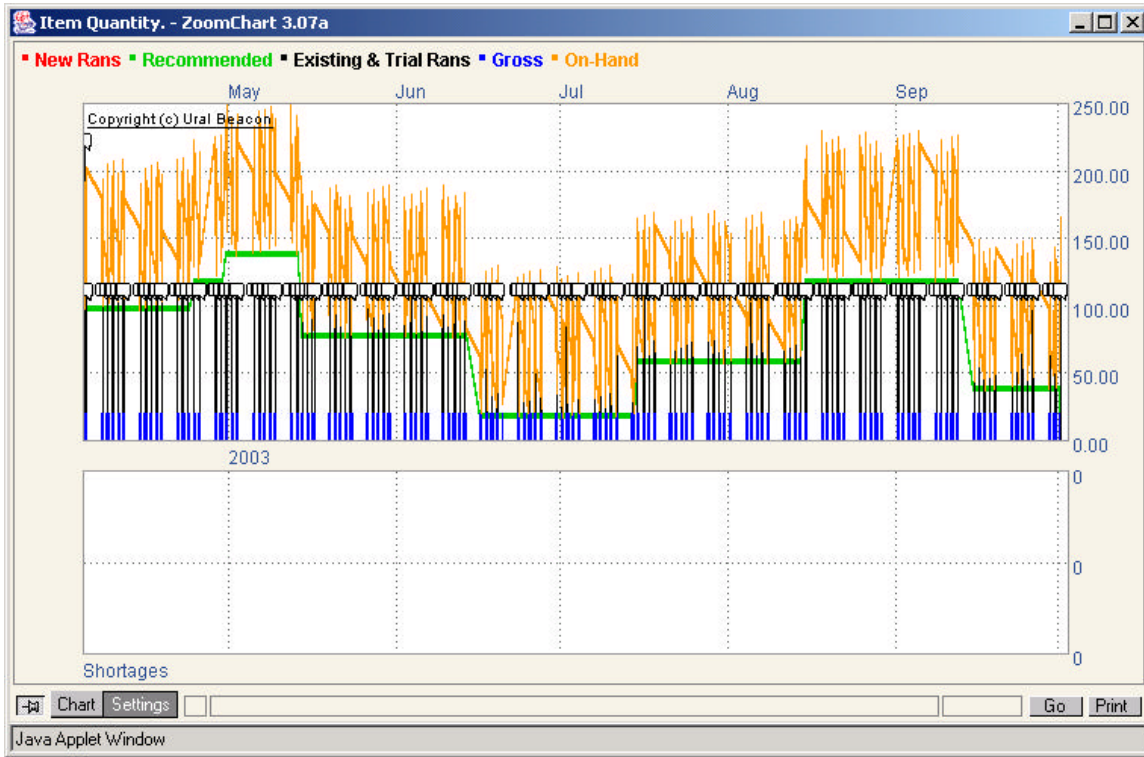 Item Quantity. - ZoomChart 3.07a
New Rans Recommended Existing & Trial Rans Gross On-Hand
May Jun Jul Aug Sep
Copyright (c) Ural Beacon
250.00
200.00
150.00
100.00
50.00
0.00
2003
0
0
0
Shortages
Chart Settings Go Print
Java Applet Window